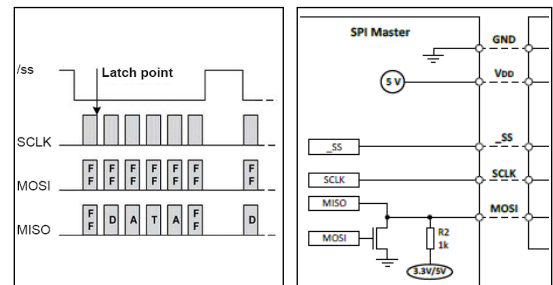 /ss
Latch point
SCLK
MOSI
F F F F F F F
F F F F F F F
MISO
F D A T A F D
F F
SPI Master
GND
5 V
VDD
_SS
_SS
SCLK
SCLK
MISO
MOSI
MOSI
R2
1k
3.3V/5V